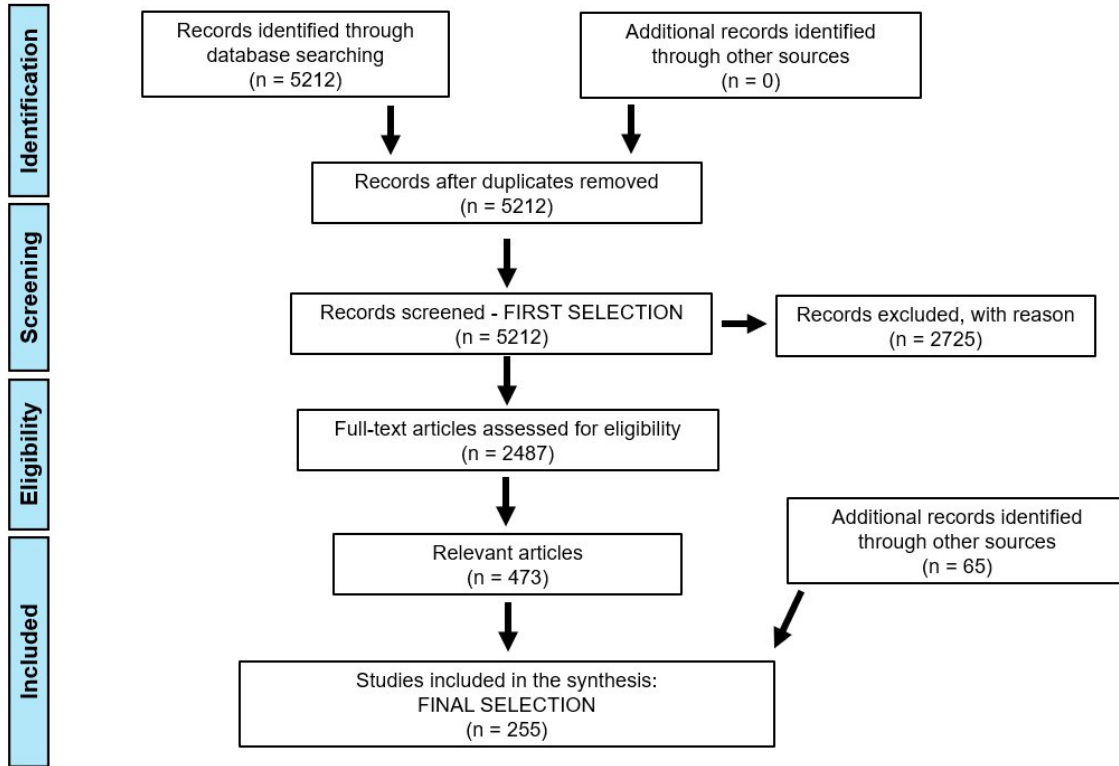 Identification
Records identified through
database searching
(n = 5212)
Additional records identified
through other sources
(n = 0)
Records after duplicates removed
(n = 5212)
Screening
Records screened - FIRST SELECTION
(n = 5212)
Records excluded, with reason
(n = 2725)
Eligibility
Full-text articles assessed for eligibility
(n = 2487)
Included
Relevant articles
(n = 473)
Additional records identified
through other sources
(n = 65)
Studies included in the synthesis:
FINAL SELECTION
(n = 255)